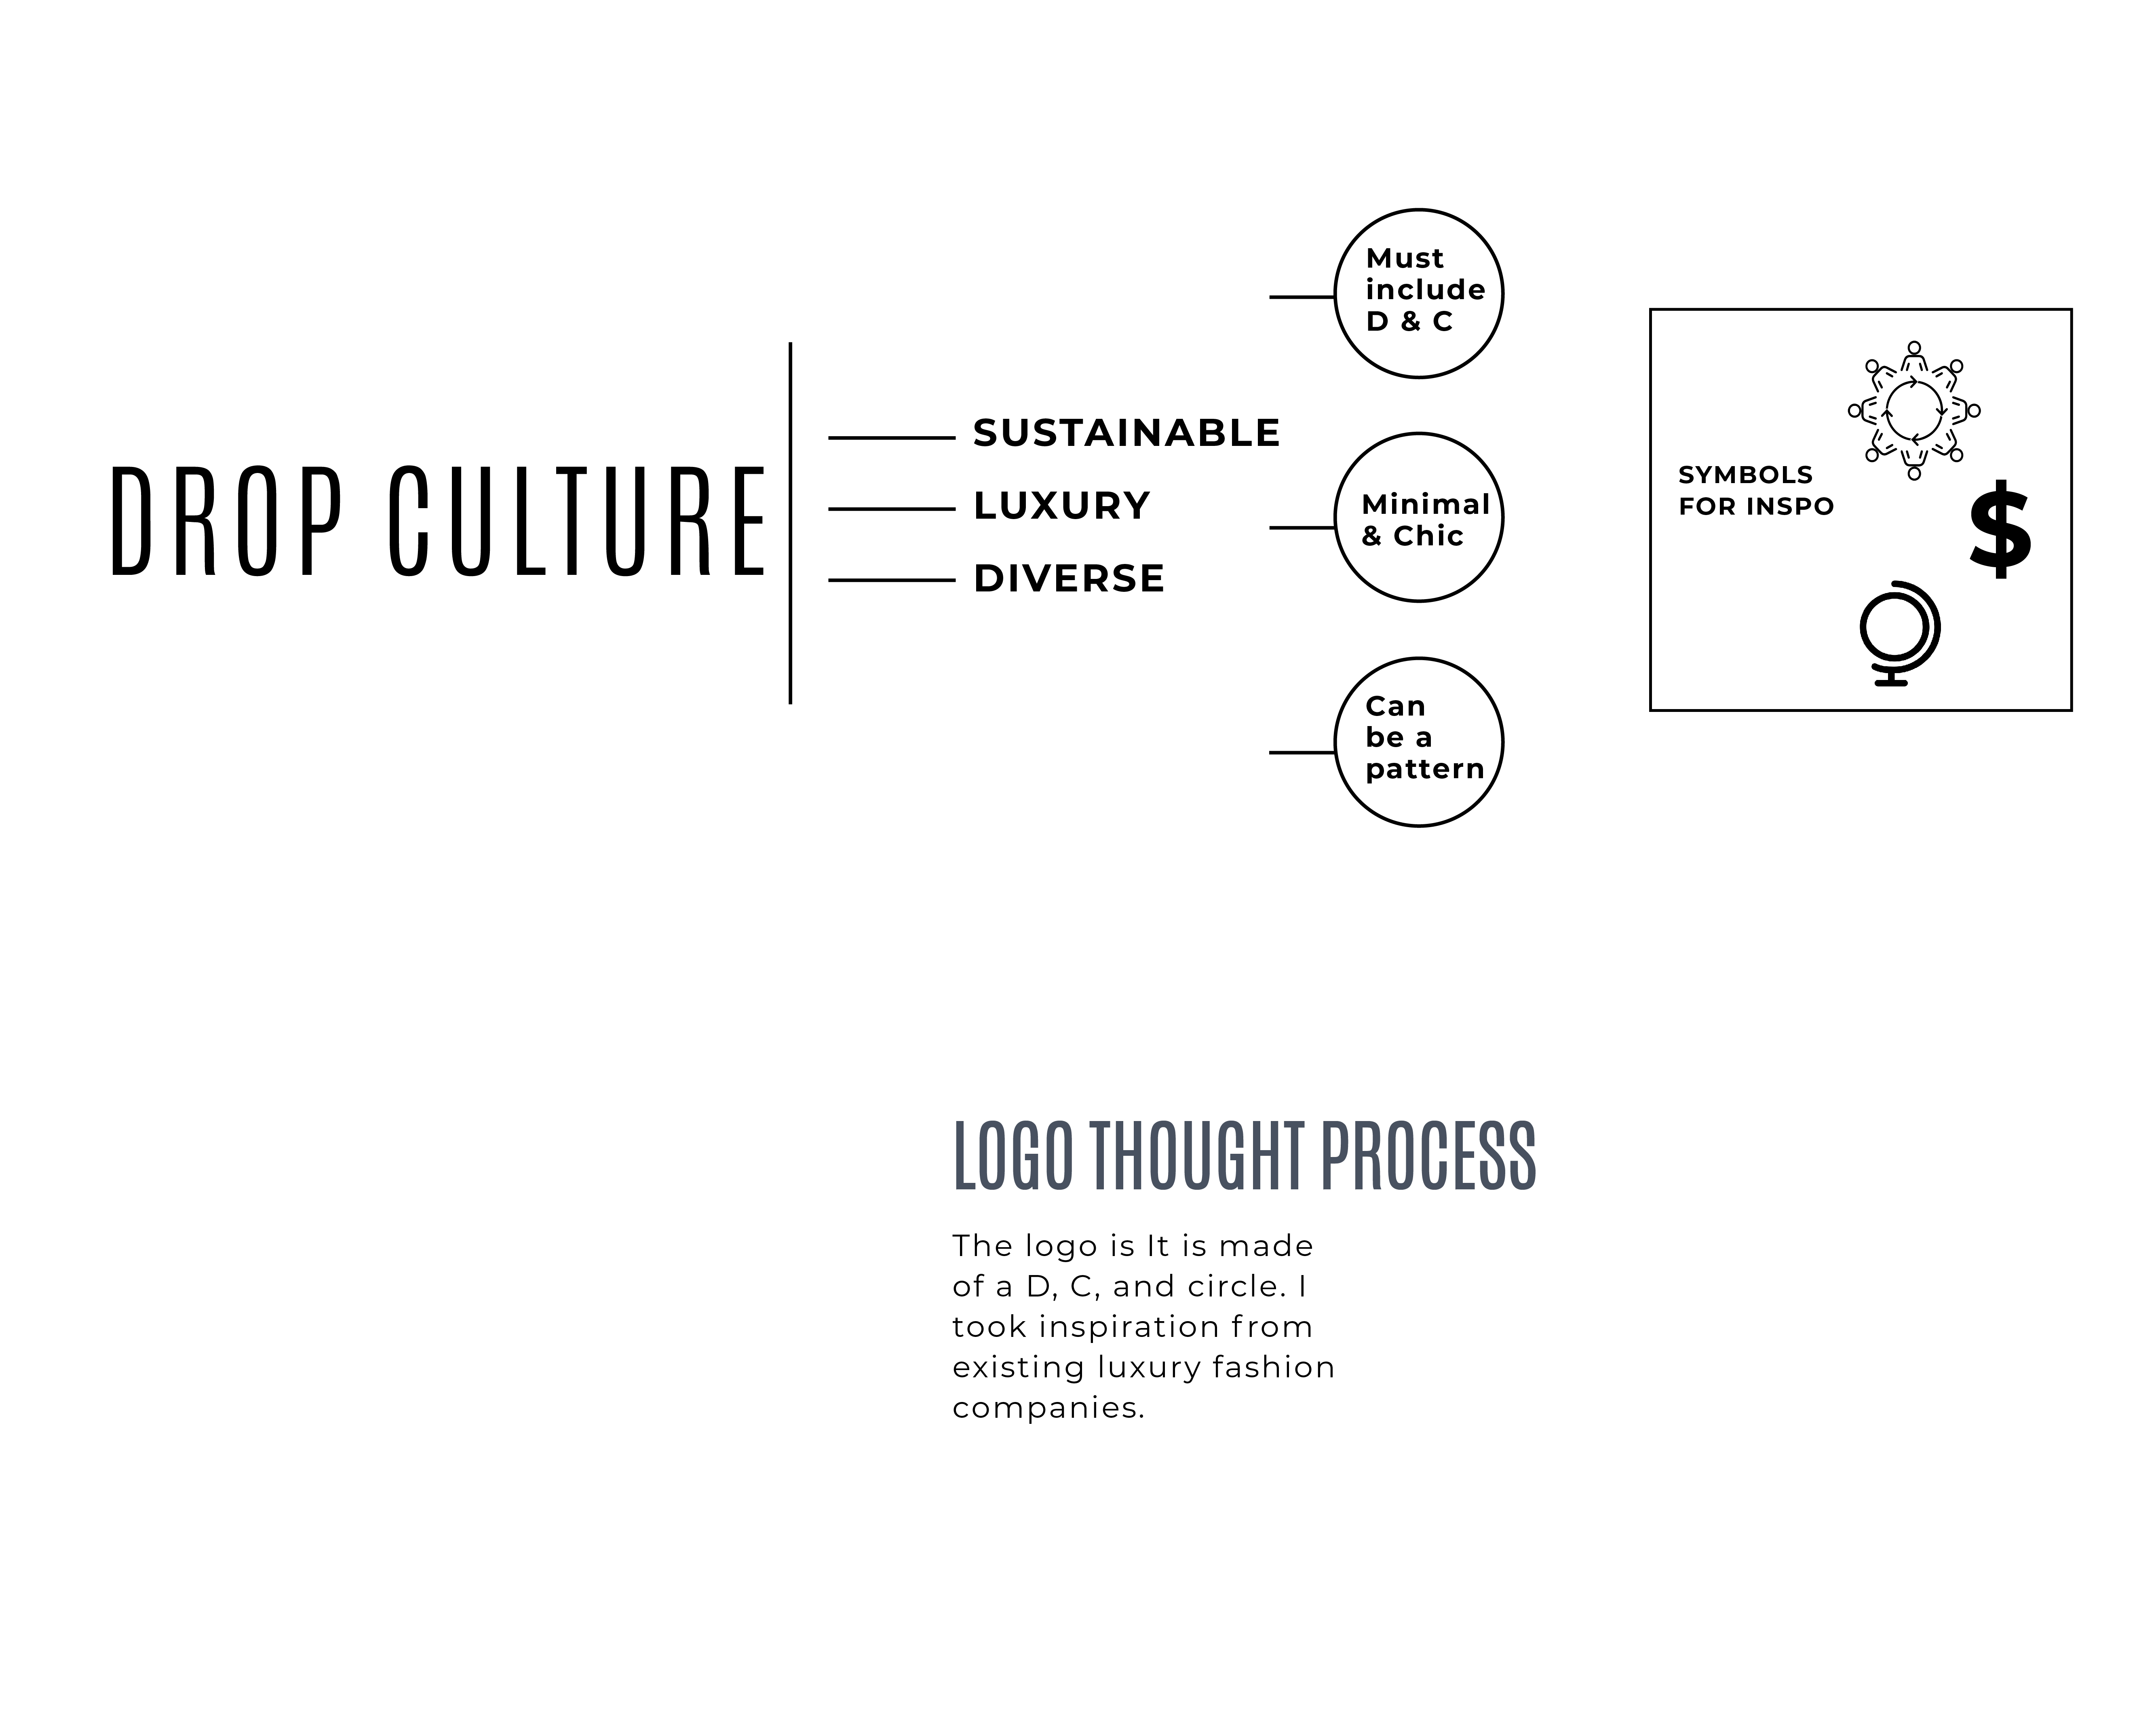 DROP CULTURE
SUSTAINABLE
LUXURY
DIVERSE
Must
include
D & C
Minimal
& Chic
Can
be a
pattern
SYMBOLS
FOR INSPO
$
LOGO THOUGHT PROCESS
The logo is It is made
of a D, C, and circle. I
took inspiration from
existing luxury fashion
companies.